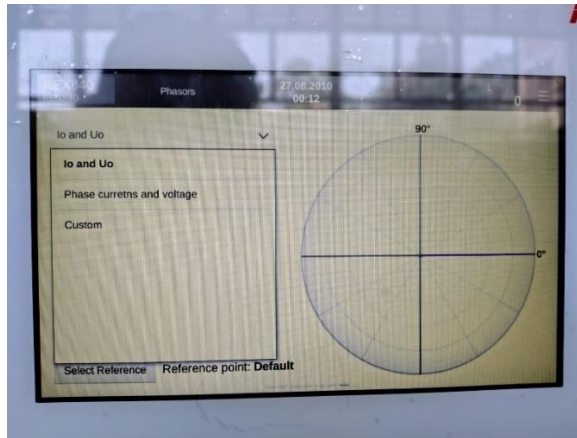 Phasors
27.08.2010
00:12
0
Io and Uo
Io and Uo
Phase curretns and voltage
Custom
90°
0°
Select Reference
Reference point: Default